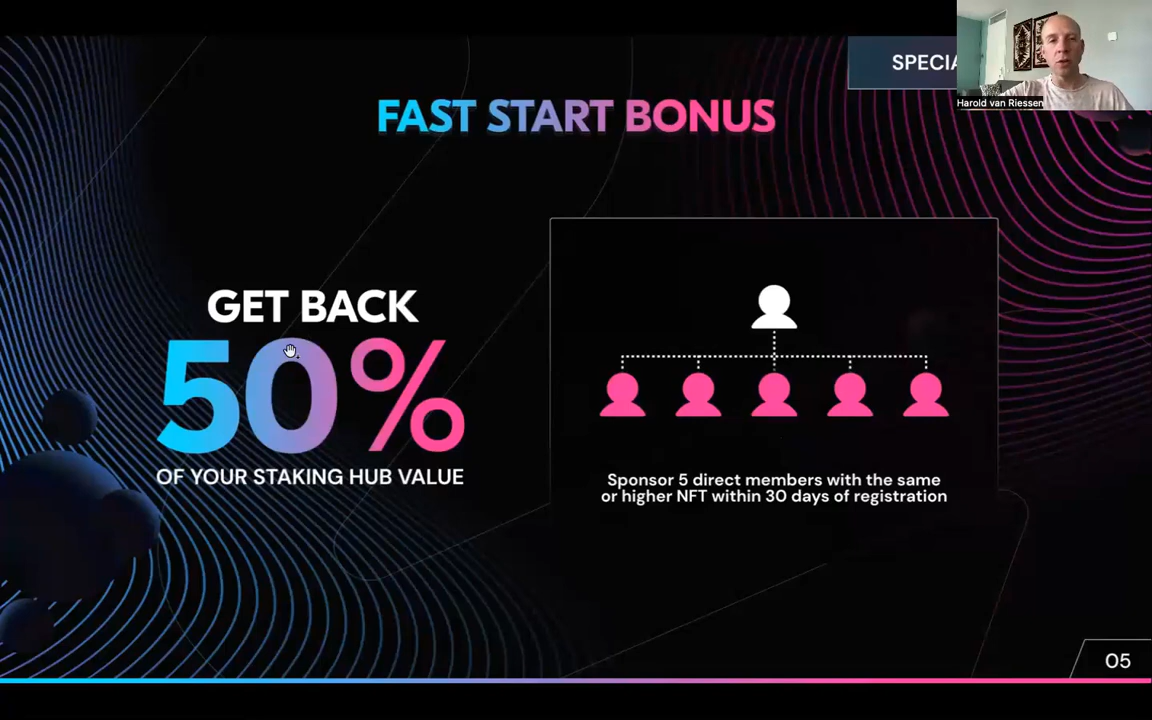 SPECIA
Harold van Riessen
FAST START BONUS
GET BACK
50%
OF YOUR STAKING HUB VALUE
Sponsor 5 direct members with the same
or higher NFT within 30 days of registration
05